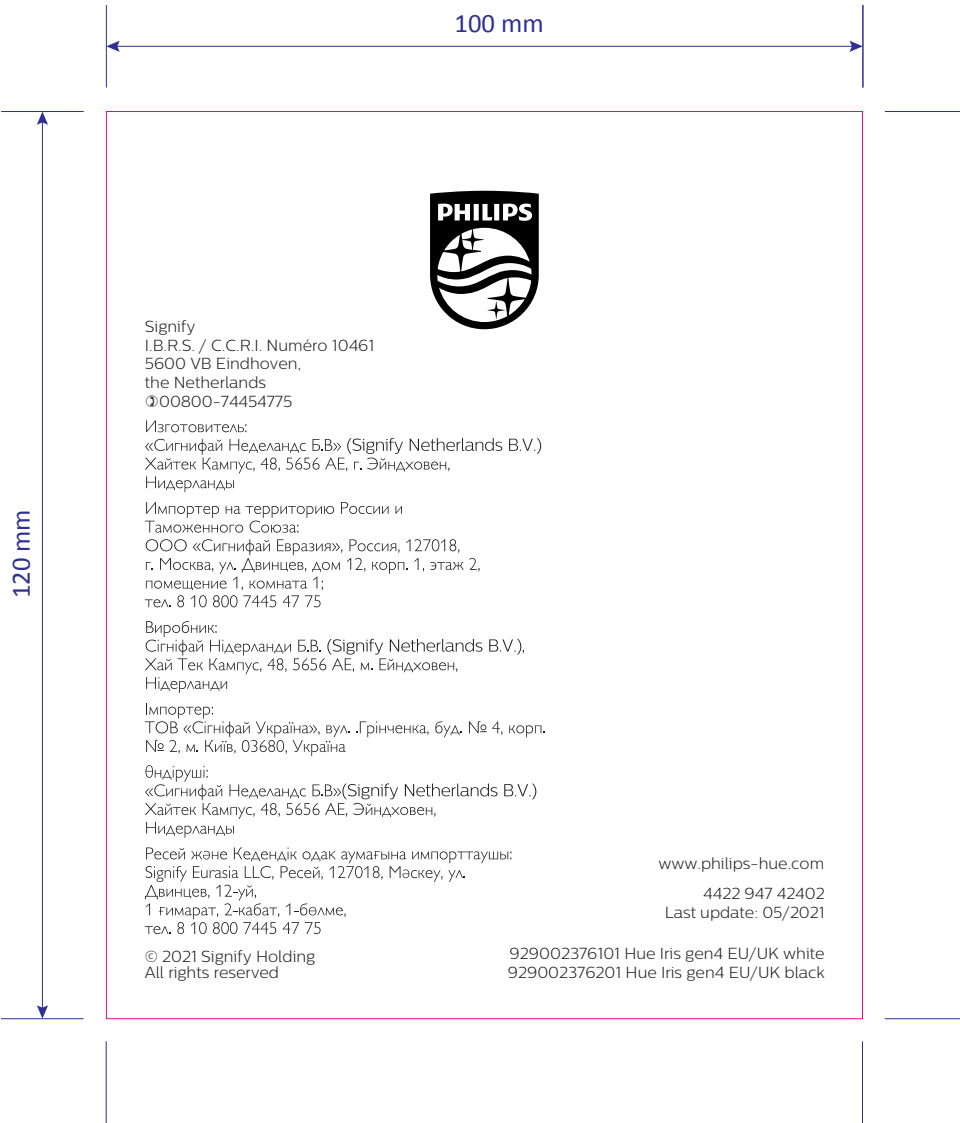 100 mm
120 mm
PHILIPS
Signify
I.B.R.S. / C.C.R.I. Numéro 10461
5600 VB Eindhoven,
the Netherlands
✆00800-74454775
Изготовитель:
«Сигнифай Неделандс Б.В» (Signify Netherlands B.V.)
Хайтек Кампус, 48, 5656 AE, г. Эйндховен,
Нидерланды
Импортер на территорию России и
Таможенного Союза:
ООО «Сигнифай Евразия», Россия, 127018,
г. Москва, ул. Двинцев, дом 12, корп. 1, этаж 2,
помещение 1, комната 1;
тел. 8 10 800 7445 47 75
Виробник:
Сігніфай Нідерланди Б.В. (Signify Netherlands B.V.),
Хай Тек Кампус, 48, 5656 AE, м. Ейндховен,
Нідерланди
Імпортер:
ТОВ «Сігніфай Україна», вул. .Грінченка, буд. № 4, корп.
№ 2, м. Київ, 03680, Україна
Өндіруші:
«Сигнифай Неделандс Б.В»(Signify Netherlands B.V.)
Хайтек Кампус, 48, 5656 AE, Эйндховен,
Нидерланды
Ресей және Кедендік одак аумағына импорттаушы:
Signify Eurasia LLC, Ресей, 127018, Мәскеу, ул.
Двинцев, 12-уй,
1 ғимарат, 2-кабат, 1-бөлме,
тел. 8 10 800 7445 47 75
© 2021 Signify Holding
All rights reserved
www.philips-hue.com
4422 947 42402
Last update: 05/2021
929002376101 Hue Iris gen4 EU/UK white
929002376201 Hue Iris gen4 EU/UK black